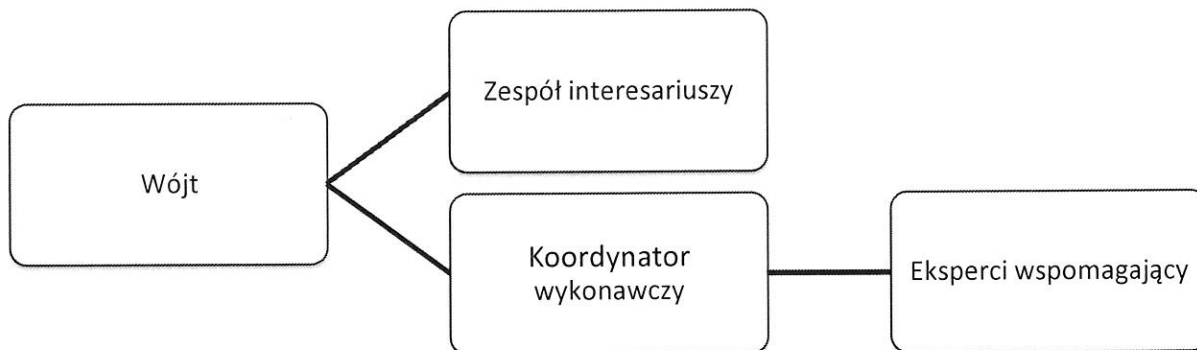 Zespół interesariuszy
Wójt
Koordynator
wykonawczy
Eksperci wspomagający